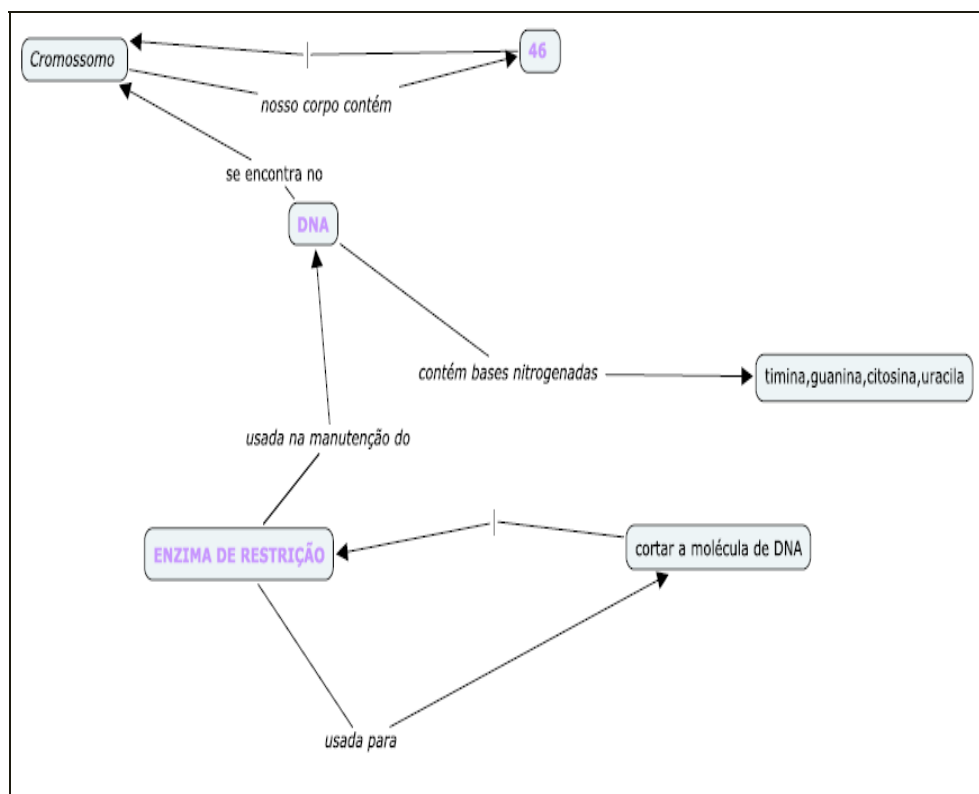 46
Cromossomo
nosso corpo contém
se encontra no
DNA
contém bases nitrogenadas
timina,guanina,citosina,uracila
usada na manutenção do
ENZIMA DE RESTRIÇÃO
cortar a molécula de DNA
usada para